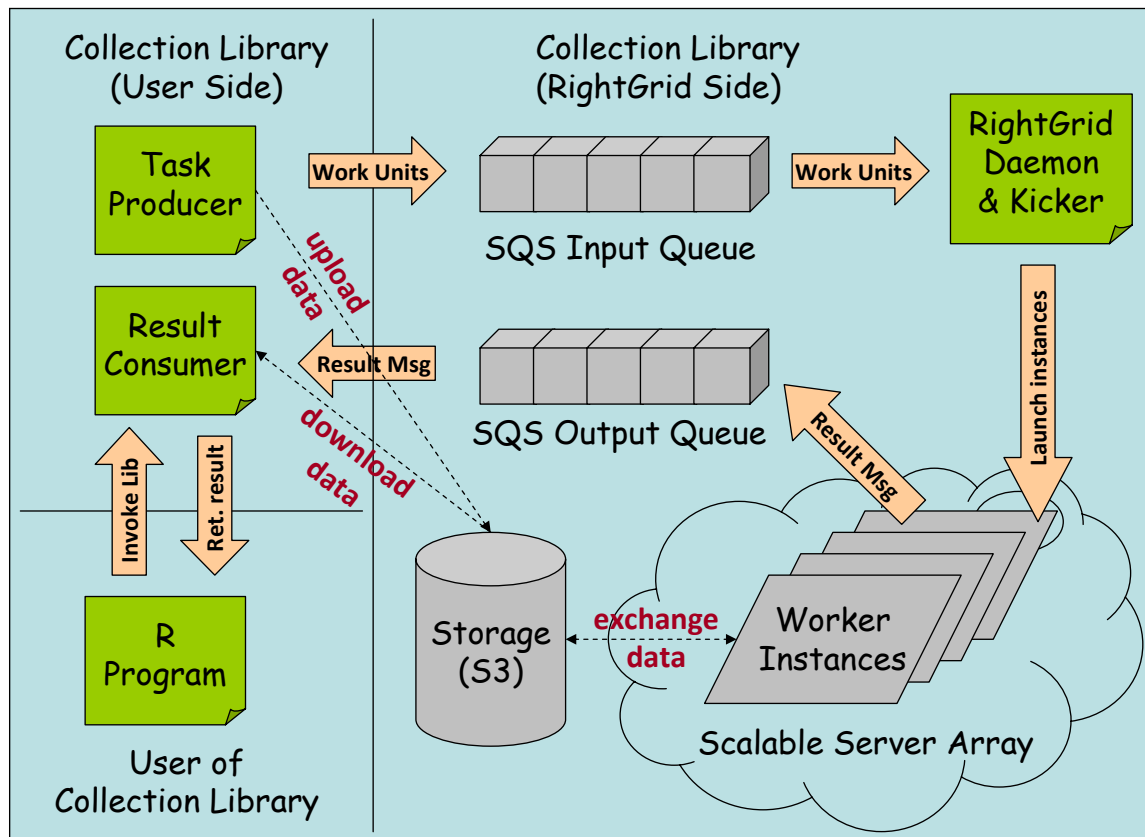 Collection Library
(User Side)
Collection Library
(RightGrid Side)
Task
Producer
Work Units
Work Units
RightGrid
Daemon
& Kicker
SQS Input Queue
upload
data
Result
Consumer
Result Msg
SQS Output Queue
Launch instances
Result Msg
download
data
Invoke Lib
Ret. result
R
Program
Storage
(S3)
exchange
data
Worker
Instances
Scalable Server Array
User of
Collection Library